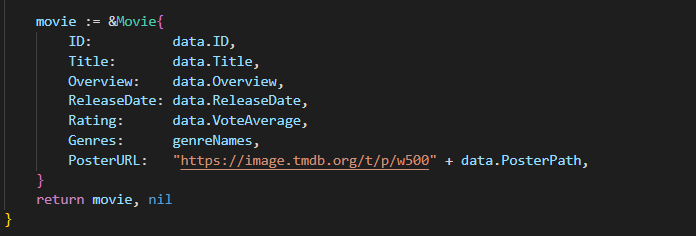 movie := &Movie{
    ID:          data.ID,
    Title:       data.Title,
    Overview:    data.Overview,
    ReleaseDate: data.ReleaseDate,
    Rating:      data.VoteAverage,
    Genres:      genreNames,
    PosterURL:   "https://image.tmdb.org/t/p/w500" + data.PosterPath,
}
return movie, nil
}